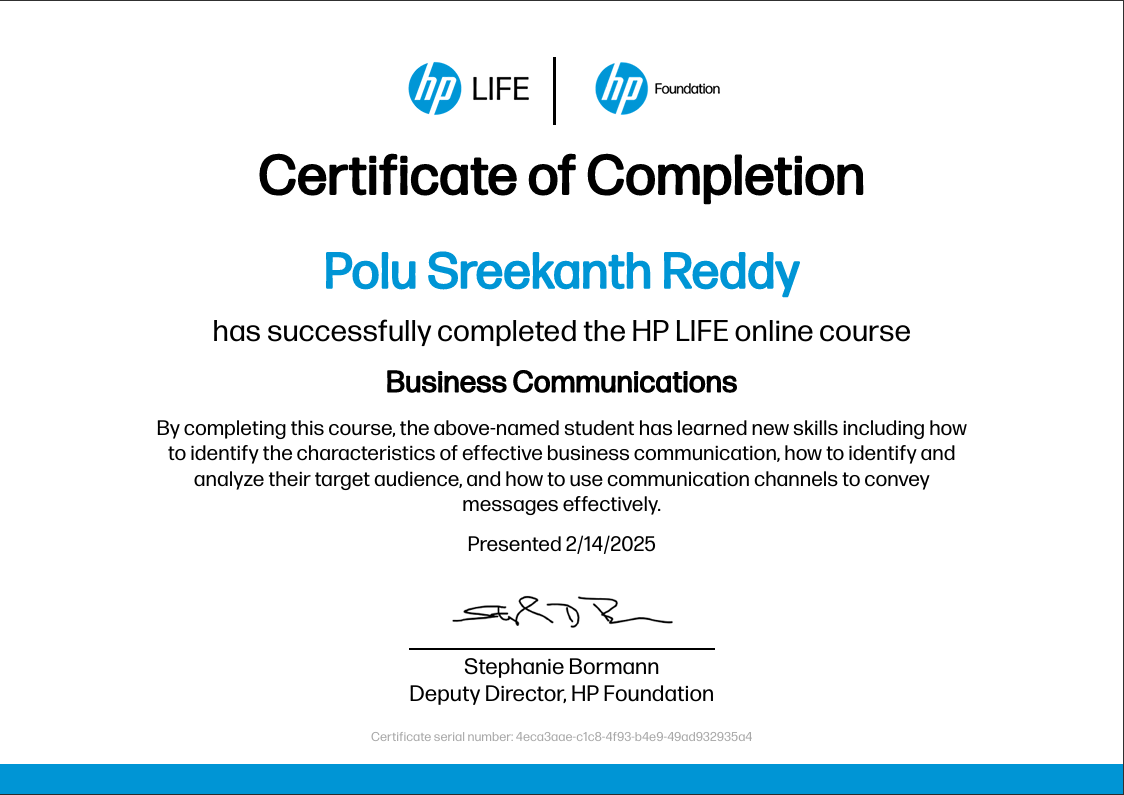 hp LIFE hp Foundation
Certificate of Completion
Polu Sreekanth Reddy
has successfully completed the HP LIFE online course
Business Communications
By completing this course, the above-named student has learned new skills including how
to identify the characteristics of effective business communication, how to identify and
analyze their target audience, and how to use communication channels to convey
messages effectively.
Presented 2/14/2025
Stephanie Bormann
Deputy Director, HP Foundation
Certificate serial number: 4eca3aae-c1c8-4f93-b4e9-49ad932935a4